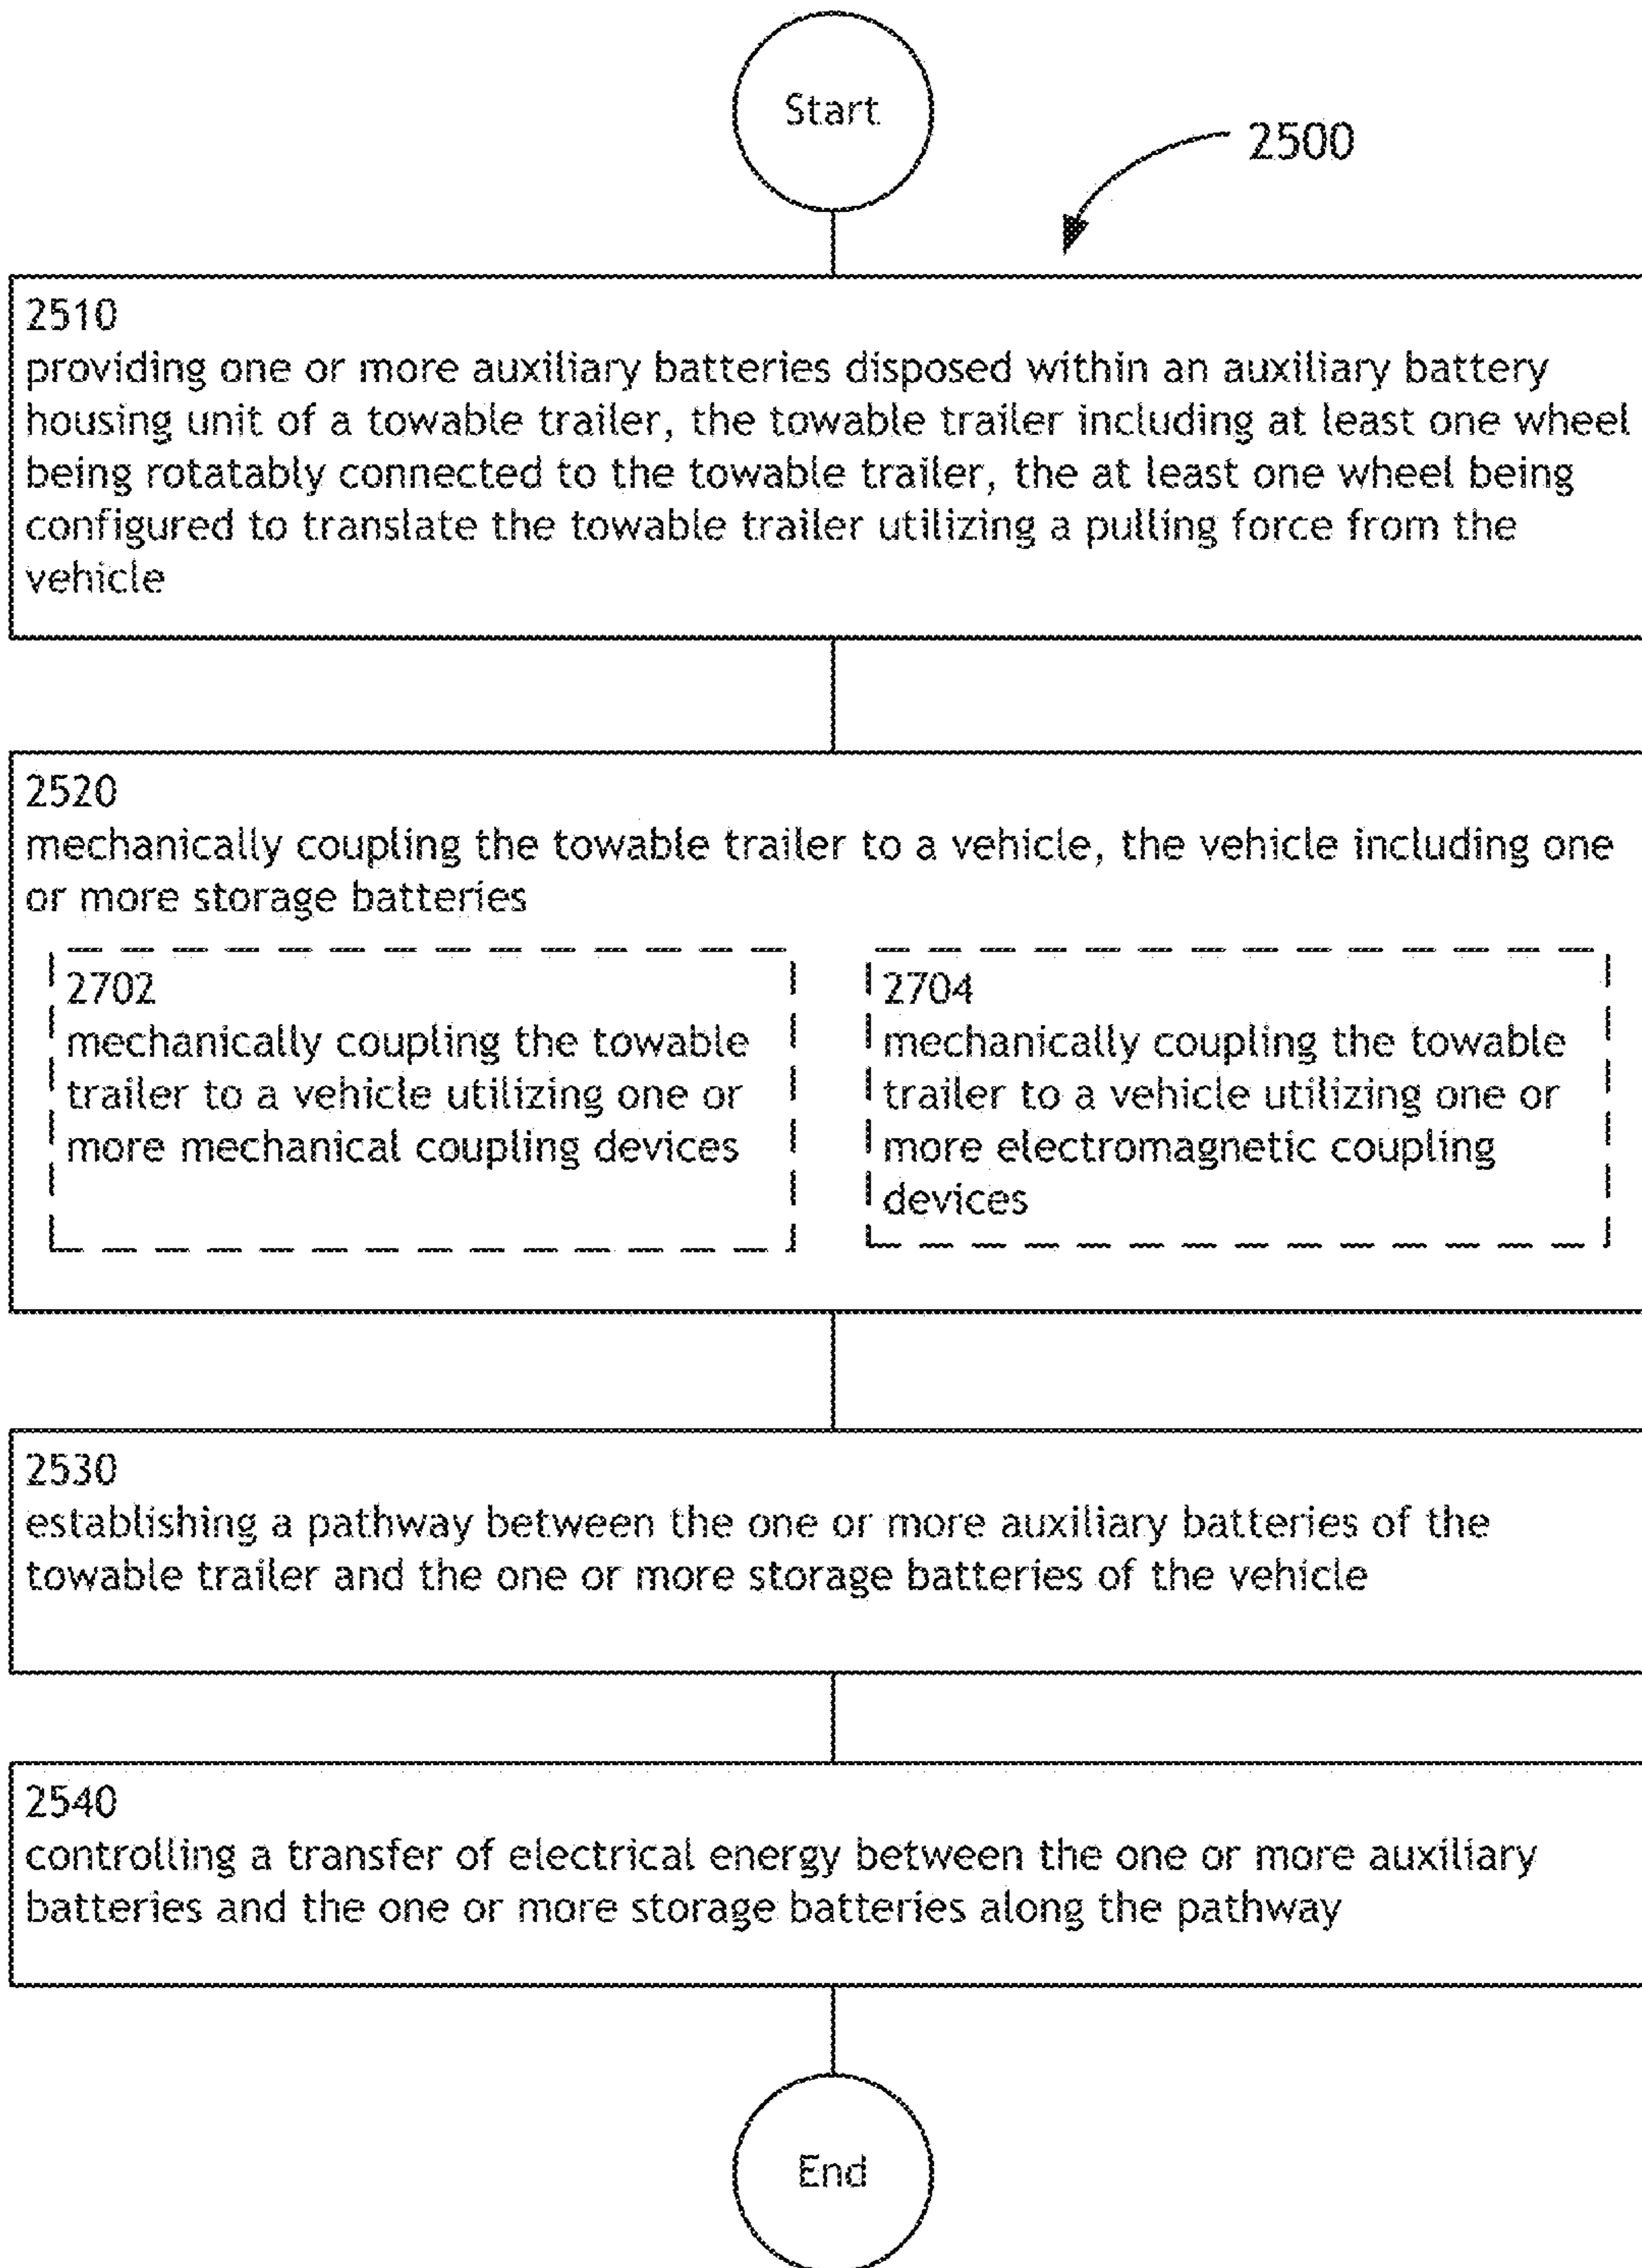 Start
2500
2510
providing one or more auxiliary batteries disposed within an auxiliary battery
housing unit of a towable trailer, the towable trailer including at least one wheel
being rotatably connected to the towable trailer, the at least one wheel being
configured to translate the towable trailer utilizing a pulling force from the
vehicle
2520
mechanically coupling the towable trailer to a vehicle, the vehicle including one
or more storage batteries
2702
mechanically coupling the towable
trailer to a vehicle utilizing one or
more mechanical coupling devices
2704
mechanically coupling the towable
trailer to a vehicle utilizing one or
more electromagnetic coupling
devices
2530
establishing a pathway between the one or more auxiliary batteries of the
towable trailer and the one or more storage batteries of the vehicle
2540
controlling a transfer of electrical energy between the one or more auxiliary
batteries and the one or more storage batteries along the pathway
End